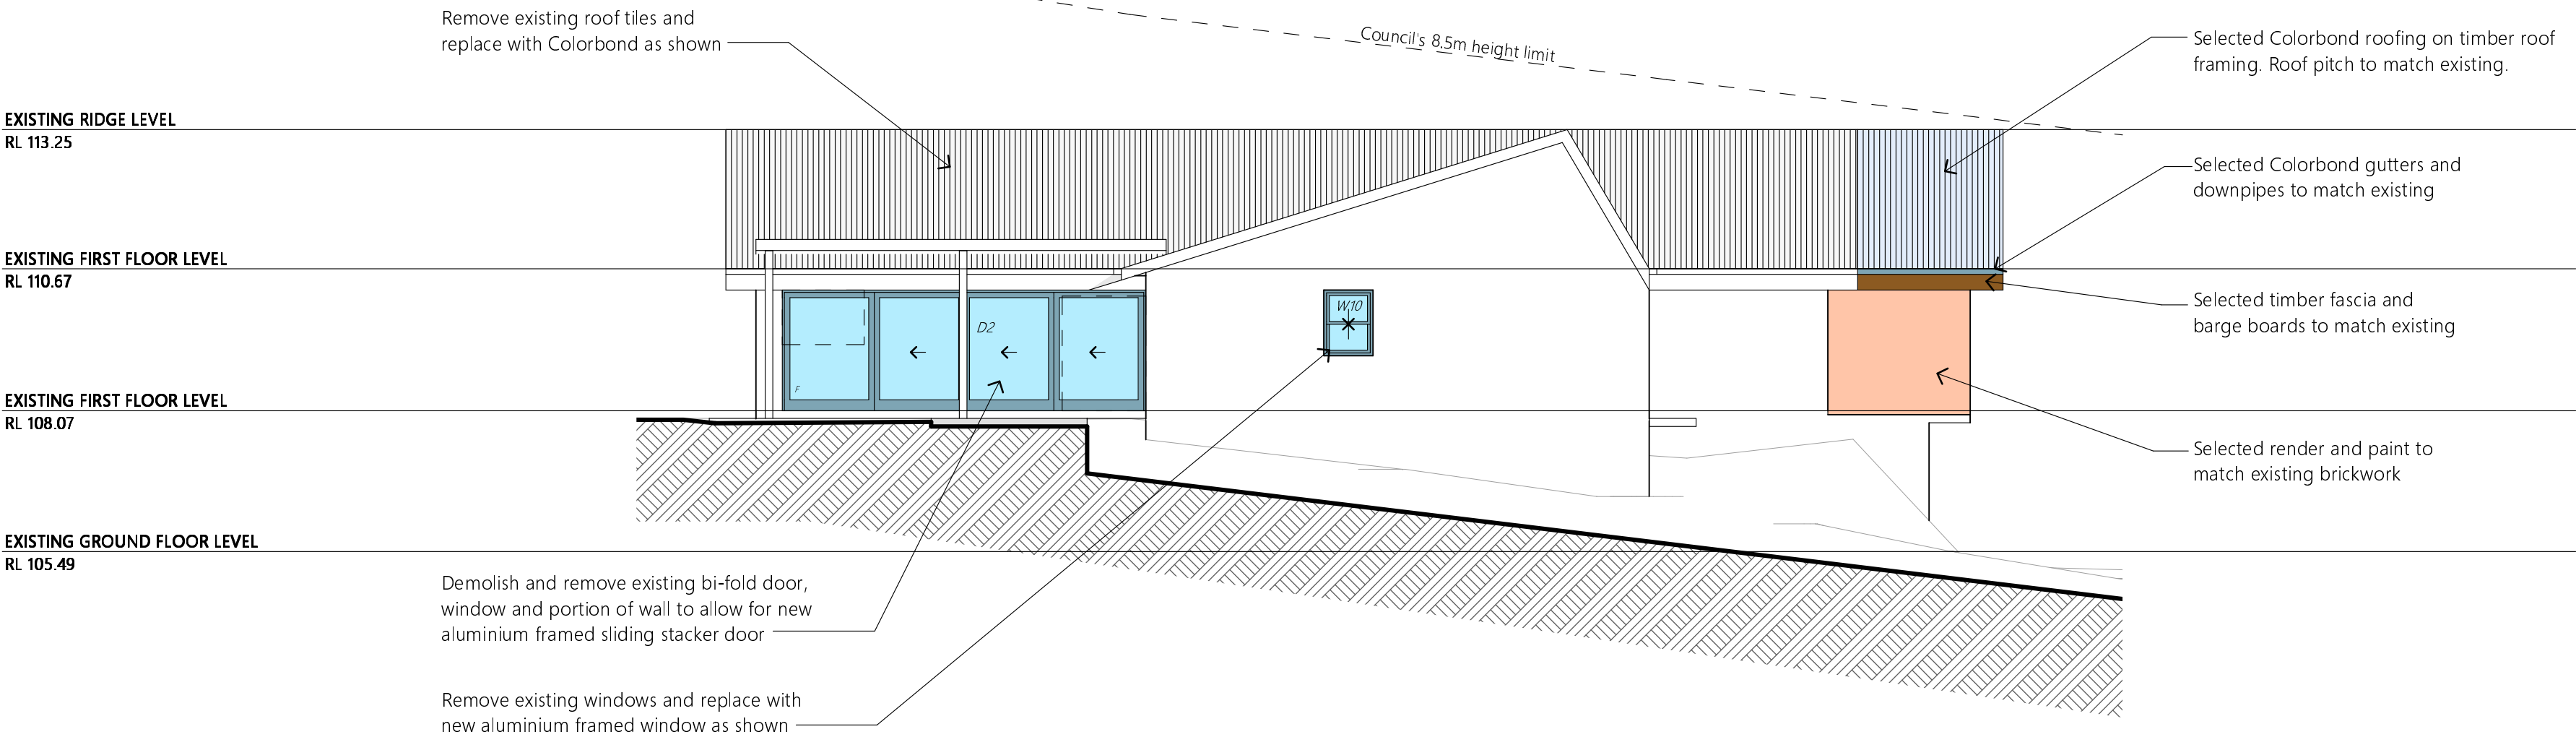 Remove existing roof tiles and
replace with Colorbond as shown
Council's 8.5m height limit
Selected Colorbond roofing on timber roof
framing. Roof pitch to match existing.
EXISTING RIDGE LEVEL
RL 113.25
Selected Colorbond gutters and
downpipes to match existing
EXISTING FIRST FLOOR LEVEL
RL 110.67
Selected timber fascia and
barge boards to match existing
W10
D2
F
EXISTING FIRST FLOOR LEVEL
RL 108.07
Selected render and paint to
match existing brickwork
EXISTING GROUND FLOOR LEVEL
RL 105.49
Demolish and remove existing bi-fold door,
window and portion of wall to allow for new
aluminium framed sliding stacker door
Remove existing windows and replace with
new aluminium framed window as shown